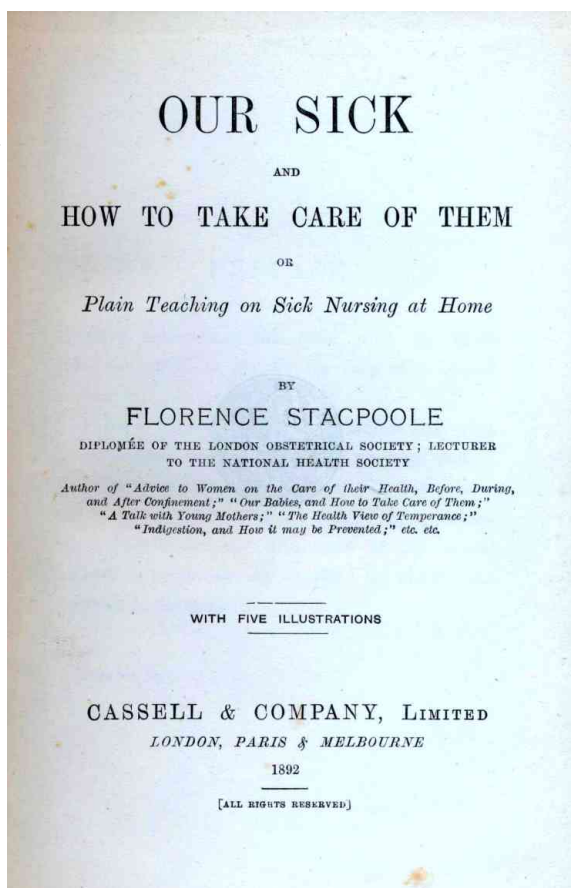 OUR SICK
AND
HOW TO TAKE CARE OF THEM
OR
Plain Teaching on Sick Nursing at Home
BY
FLORENCE STACPOOLE
DIPLOMÉE OF THE LONDON OBSTETRICAL SOCIETY; LECTURER
TO THE NATIONAL HEALTH SOCIETY
Author of "Advice to Women on the Care of their Health, Before, During,
and After Confinement;" "Our Babies, and How to Take Care of Them;"
"A Talk with Young Mothers;" "The Health View of Temperance;"
"Indigestion, and How it may be Prevented;" etc. etc.
WITH FIVE ILLUSTRATIONS
CASSELL & COMPANY, LIMITED
LONDON, PARIS & MELBOURNE
1892
[ALL RIGHTS RESERVED]